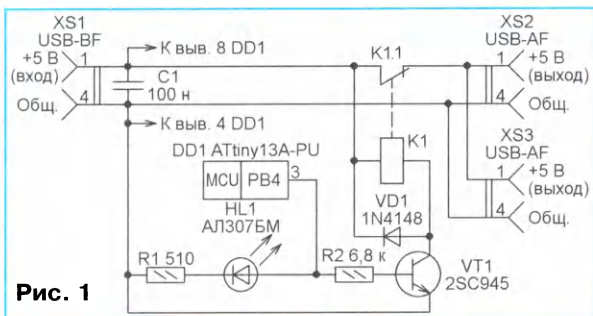 XS1
USB-BF
+5 В
(вход)
1
Общ.
4
К выв. 8 DD1
C1
100 н
К выв. 4 DD1
K1.1
XS2
USB-AF
1
+5 В
(выход)
4
Общ.
XS3
USB-AF
1
+5 В
(выход)
4
Общ.
K1
DD1 ATtiny13A-PU
MCU
PB4
3
HL1
АЛ307БМ
VD1
1N4148
R1 510
R2 6,8 к
VT1
2SC945
Рис. 1